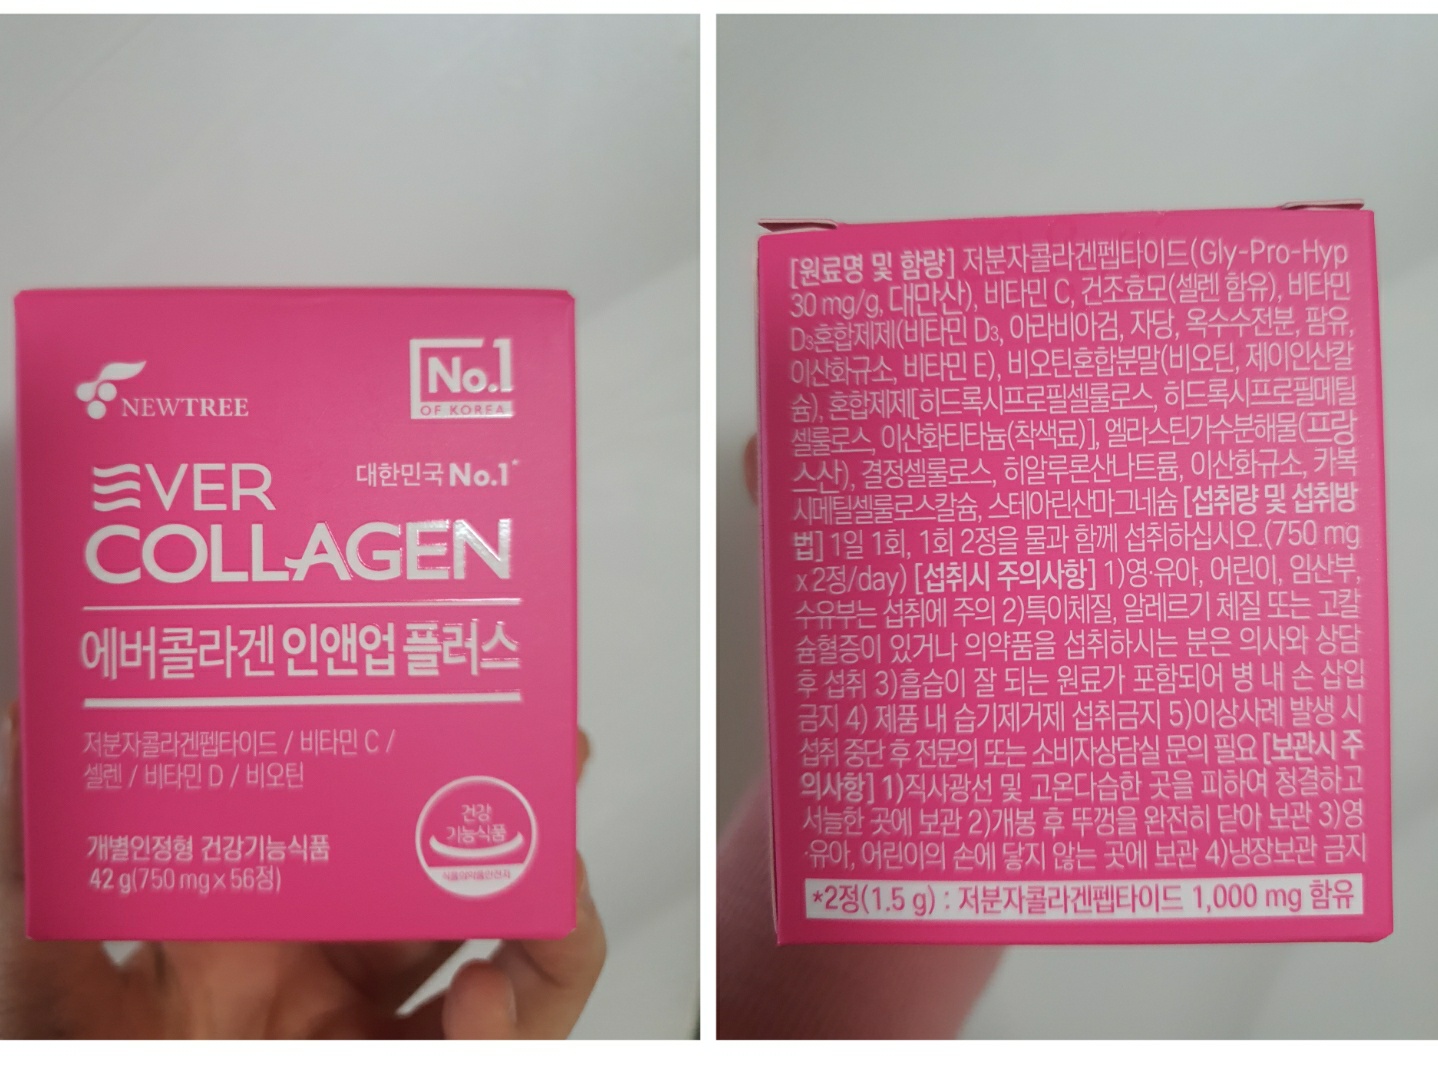 NEWTREE
No.1
OF KOREA
EVER
대한민국 No.1*
COLLAGEN
에버콜라겐 인앤업 플러스
저분자콜라겐펩타이드 / 비타민 C /
셀렌 / 비타민 D / 비오틴
건강
기능식품
식품의약품안전처
개별인정형 건강기능식품
42 g(750 mg x 56정)
[원료명 및 함량] 저분자콜라겐펩타이드(Gly-Pro-Hyp
30 mg/g, 대만산), 비타민 C, 건조효모(셀렌 함유), 비타민
D₃혼합제제(비타민 D₃, 아라비아검, 자당, 옥수수전분, 팜유,
이산화규소, 비타민 E), 비오틴혼합분말(비오틴, 제이인산칼
슘), 혼합제제[히드록시프로필셀룰로스, 히드록시프로필메틸
셀룰로스, 이산화티타늄(착색료)], 엘라스틴가수분해물(프랑
스산), 결정셀룰로스, 히알루론산나트륨, 이산화규소, 카복
시메틸셀룰로스칼슘, 스테아린산마그네슘 [섭취량 및 섭취방
법] 1일 1회, 1회 2정을 물과 함께 섭취하십시오.(750 mg
x 2정/day) [섭취시 주의사항] 1)영·유아, 어린이, 임산부,
수유부는 섭취에 주의 2)특이체질, 알레르기 체질 또는 고칼
슘혈증이 있거나 의약품을 섭취하시는 분은 의사와 상담
후 섭취 3)흡습이 잘 되는 원료가 포함되어 병 내 손 삽입
금지 4) 제품 내 습기제거제 섭취금지 5)이상사례 발생 시
섭취 중단 후 전문의 또는 소비자상담실 문의 필요 [보관시 주
의사항] 1)직사광선 및 고온다습한 곳을 피하여 청결하고
서늘한 곳에 보관 2)개봉 후 뚜껑을 완전히 닫아 보관 3)영
·유아, 어린이의 손에 닿지 않는 곳에 보관 4)냉장보관 금지
*2정(1.5 g) : 저분자콜라겐펩타이드 1,000 mg 함유